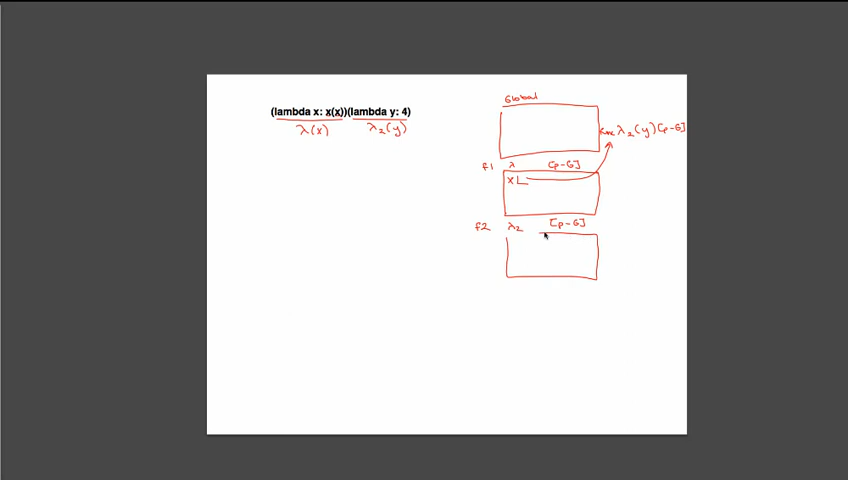 (lambda x: x(x))(lambda y: 4)
λ(x) λ₂(y)
Global
func λ₂(y)[p-G]
f1 λ [p-G]
x
f2 λ₂ [p-G]